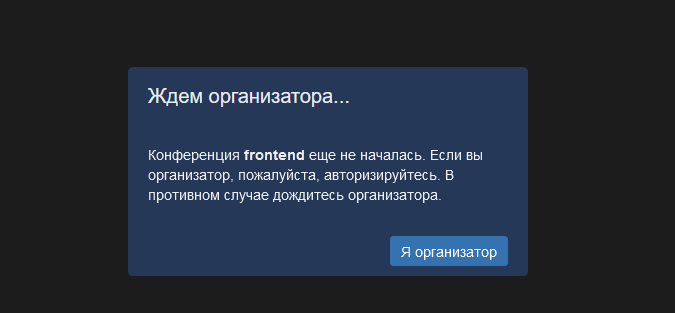 Ждем организатора...
Конференция frontend еще не началась. Если вы
организатор, пожалуйста, авторизируйтесь. В
противном случае дождитесь организатора.
Я организатор